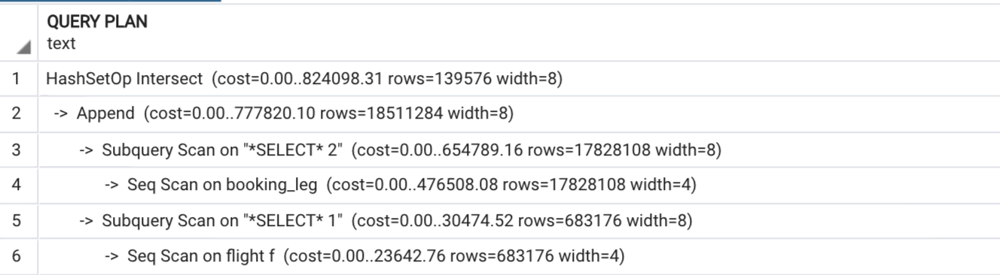 QUERY PLAN
text
1 HashSetOp Intersect (cost=0.00..824098.31 rows=139576 width=8)
2 -> Append (cost=0.00..777820.10 rows=18511284 width=8)
3 -> Subquery Scan on "*SELECT* 2" (cost=0.00..654789.16 rows=17828108 width=8)
4 -> Seq Scan on booking_leg (cost=0.00..476508.08 rows=17828108 width=4)
5 -> Subquery Scan on "*SELECT* 1" (cost=0.00..30474.52 rows=683176 width=8)
6 -> Seq Scan on flight f (cost=0.00..23642.76 rows=683176 width=4)